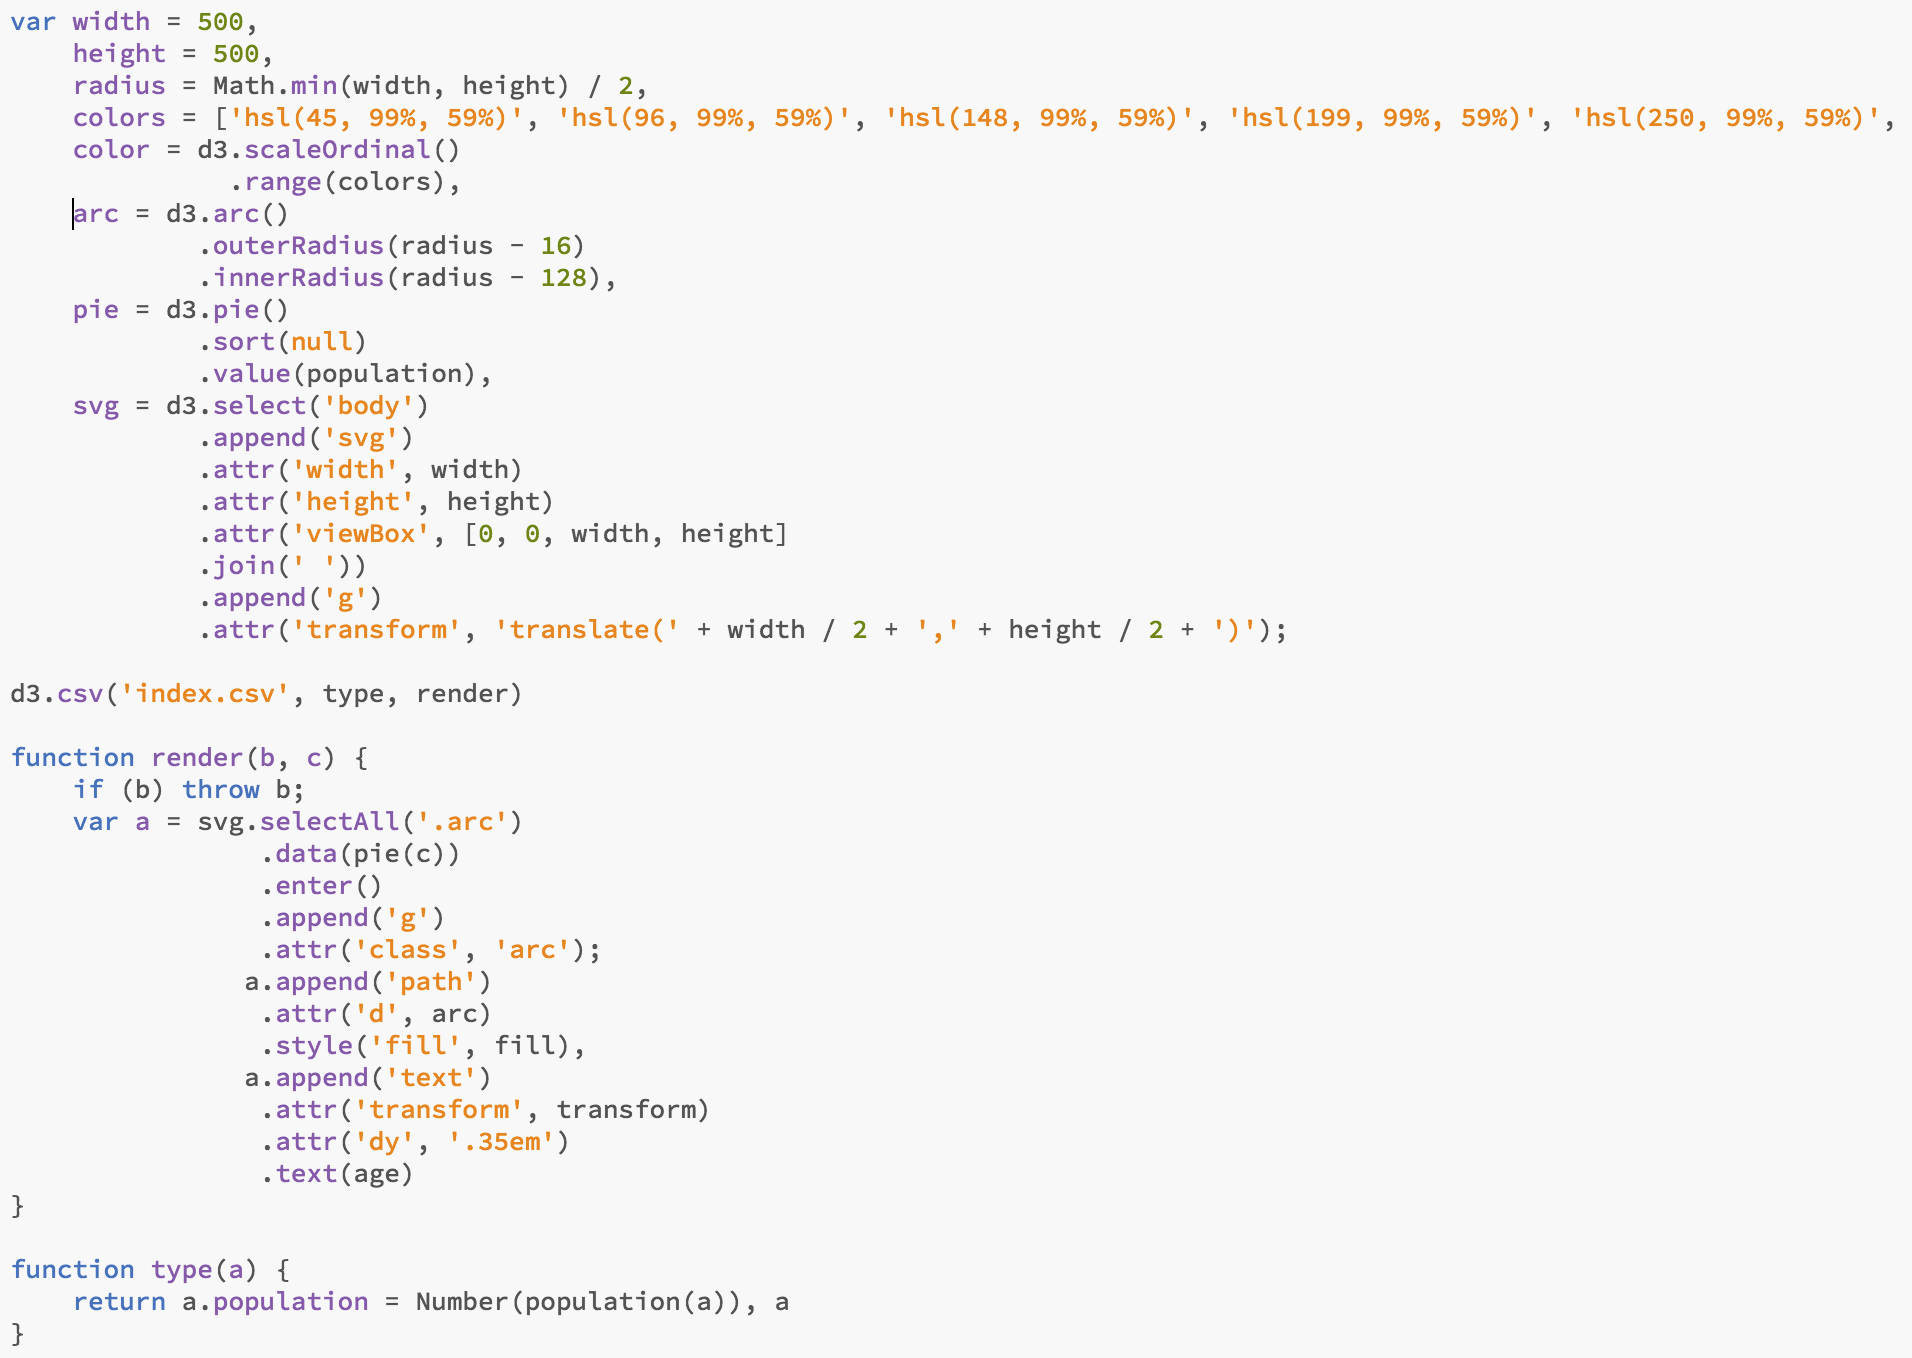 var width = 500,
    height = 500,
    radius = Math.min(width, height) / 2,
    colors = ['hsl(45, 99%, 59%)', 'hsl(96, 99%, 59%)', 'hsl(148, 99%, 59%)', 'hsl(199, 99%, 59%)', 'hsl(250, 99%, 59%)',
    color = d3.scaleOrdinal()
              .range(colors),
    arc = d3.arc()
            .outerRadius(radius - 16)
            .innerRadius(radius - 128),
    pie = d3.pie()
            .sort(null)
            .value(population),
    svg = d3.select('body')
            .append('svg')
            .attr('width', width)
            .attr('height', height)
            .attr('viewBox', [0, 0, width, height]
            .join(' '))
            .append('g')
            .attr('transform', 'translate(' + width / 2 + ',' + height / 2 + ')');

d3.csv('index.csv', type, render)

function render(b, c) {
    if (b) throw b;
    var a = svg.selectAll('.arc')
                .data(pie(c))
                .enter()
                .append('g')
                .attr('class', 'arc');
               a.append('path')
                .attr('d', arc)
                .style('fill', fill),
               a.append('text')
                .attr('transform', transform)
                .attr('dy', '.35em')
                .text(age)
}

function type(a) {
    return a.population = Number(population(a)), a
}